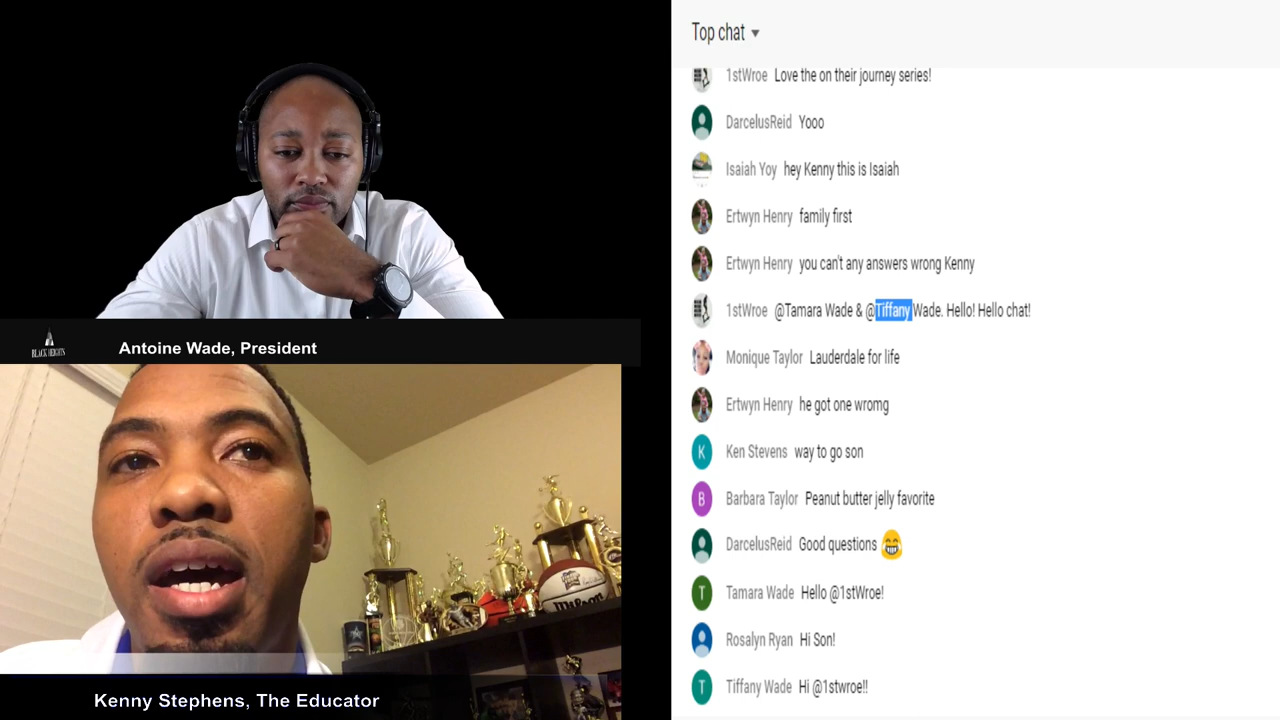 BLACK HEIGHTS
Antoine Wade, President
Wilson
Kenny Stephens, The Educator
Top chat
1stWroe Love the on their journey series!
DarcelusReid Yooo
Isaiah Yoy hey Kenny this is Isaiah
Ertwyn Henry family first
Ertwyn Henry you can't any answers wrong Kenny
1stWroe @Tamara Wade & @Tiffany Wade. Hello! Hello chat!
Monique Taylor Lauderdale for life
Ertwyn Henry he got one wromg
K Ken Stevens way to go son
B Barbara Taylor Peanut butter jelly favorite
DarcelusReid Good questions 😂
T Tamara Wade Hello @1stWroe!
Rosalyn Ryan Hi Son!
T Tiffany Wade Hi @1stwroe!!